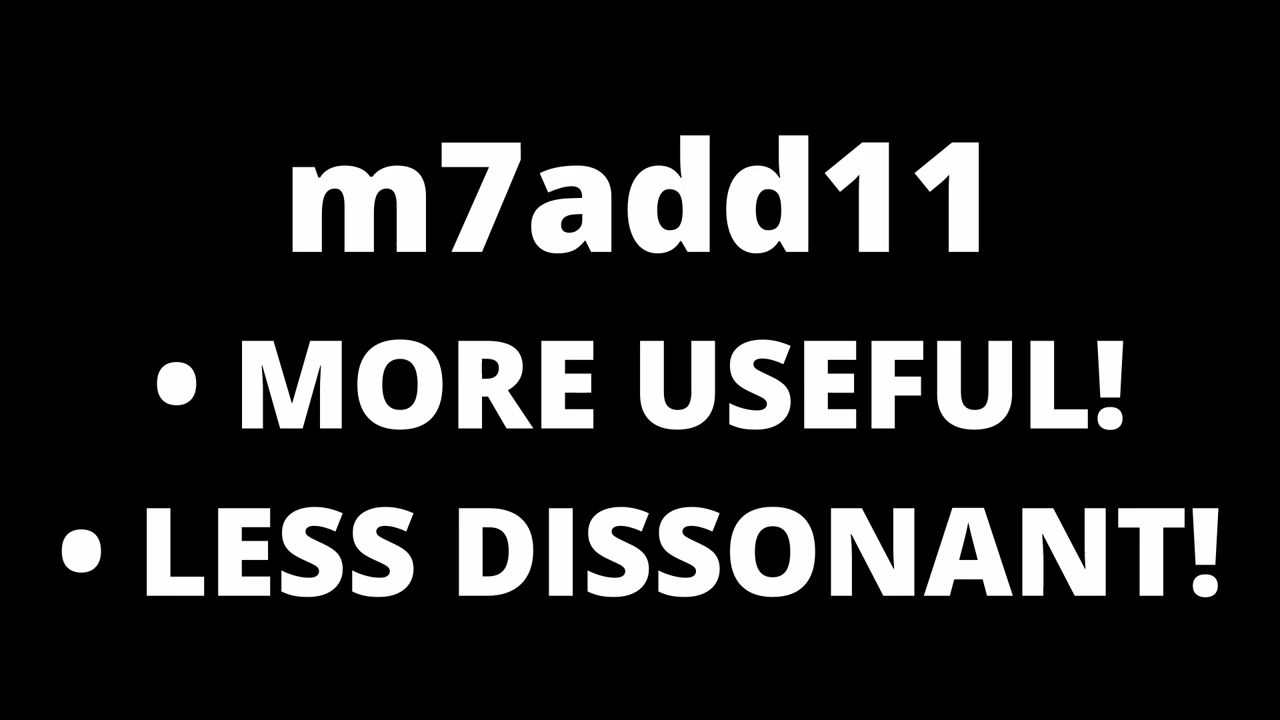 m7add11
• MORE USEFUL!
• LESS DISSONANT!